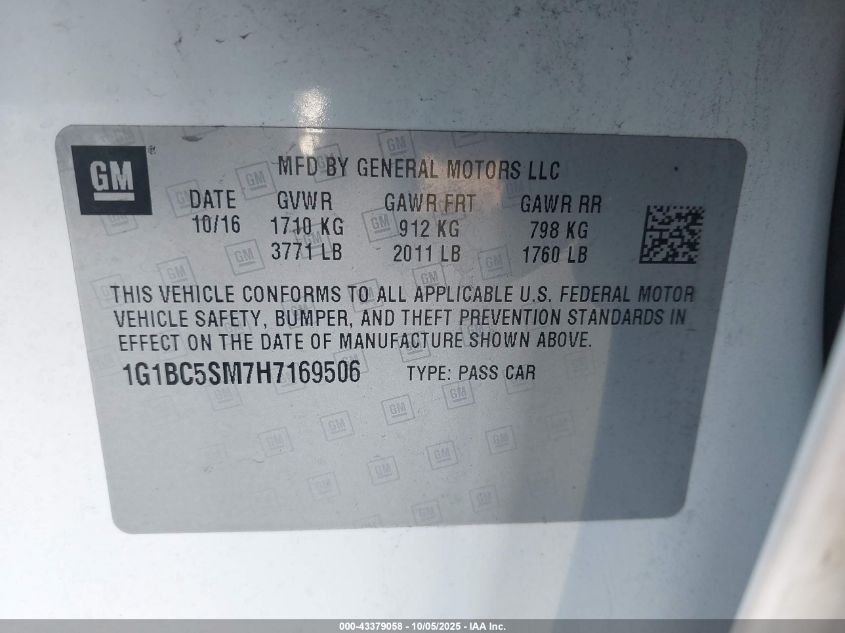 GM
MFD BY GENERAL MOTORS LLC
DATE GVWR GAWR FRT GAWR RR
10/16 1710 KG 912 KG 798 KG
3771 LB 2011 LB 1760 LB
THIS VEHICLE CONFORMS TO ALL APPLICABLE U.S. FEDERAL MOTOR
VEHICLE SAFETY, BUMPER, AND THEFT PREVENTION STANDARDS IN
EFFECT ON THE DATE OF MANUFACTURE SHOWN ABOVE.
1G1BC5SM7H7169506 TYPE: PASS CAR
000-43379058 - 10/05/2025 - IAA Inc.